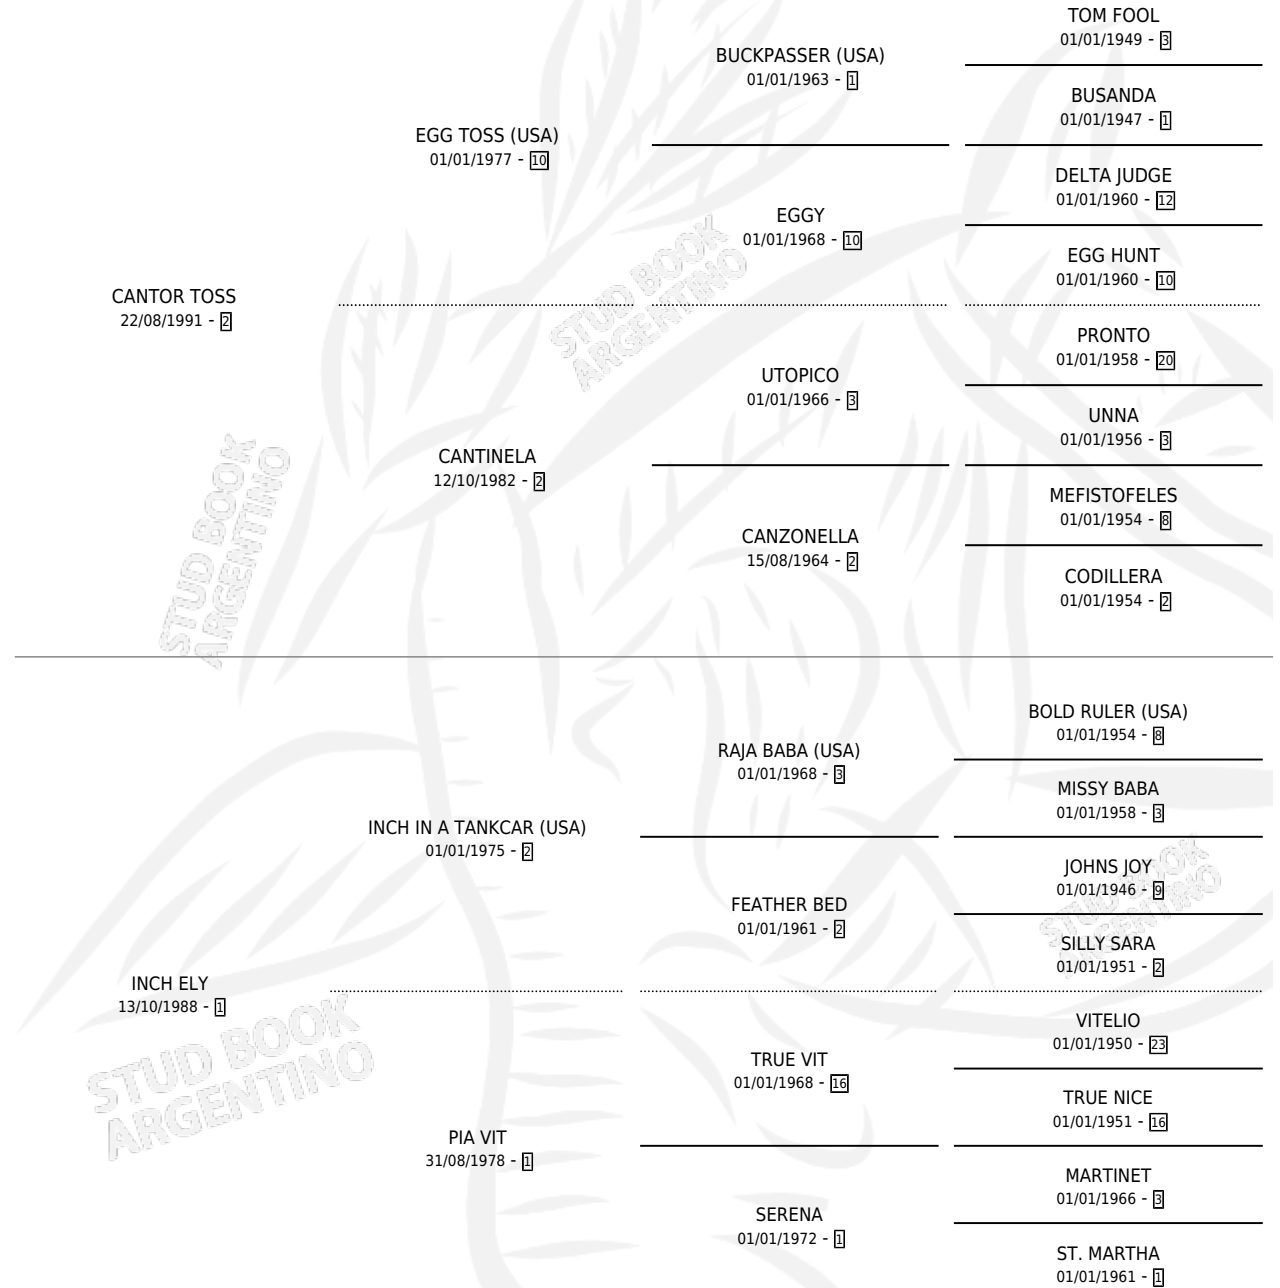 TOM FOOL
01/01/1949 - 3
BUCKPASSER (USA)
01/01/1963 - 1
BUSANDA
01/01/1947 - 1
EGG TOSS (USA)
01/01/1977 - 10
DELTA JUDGE
01/01/1960 - 12
EGGY
01/01/1968 - 10
EGG HUNT
01/01/1960 - 10
CANTOR TOSS
22/08/1991 - 2
STUD BOOK
ARGENTINO
PRONTO
01/01/1958 - 20
UTOPICO
01/01/1966 - 3
UNNA
01/01/1956 - 3
CANTINELA
12/10/1982 - 2
MEFISTOFELES
01/01/1954 - 8
CANZONELLA
15/08/1964 - 2
CODILLERA
01/01/1954 - 2
STUD BOOK
ARGENTINO
BOLD RULER (USA)
01/01/1954 - 8
RAJA BABA (USA)
01/01/1968 - 3
MISSY BABA
01/01/1958 - 3
INCH IN A TANKCAR (USA)
01/01/1975 - 2
JOHNS JOY
01/01/1946 - 9
FEATHER BED
01/01/1961 - 2
SILLY SARA
01/01/1951 - 2
STUD BOOK
ARGENTINO
INCH ELY
13/10/1988 - 1
VITELIO
01/01/1950 - 23
TRUE VIT
01/01/1968 - 16
TRUE NICE
01/01/1951 - 16
STUD BOOK
ARGENTINO
PIA VIT
31/08/1978 - 1
MARTINET
01/01/1966 - 3
SERENA
01/01/1972 - 1
ST. MARTHA
01/01/1961 - 1